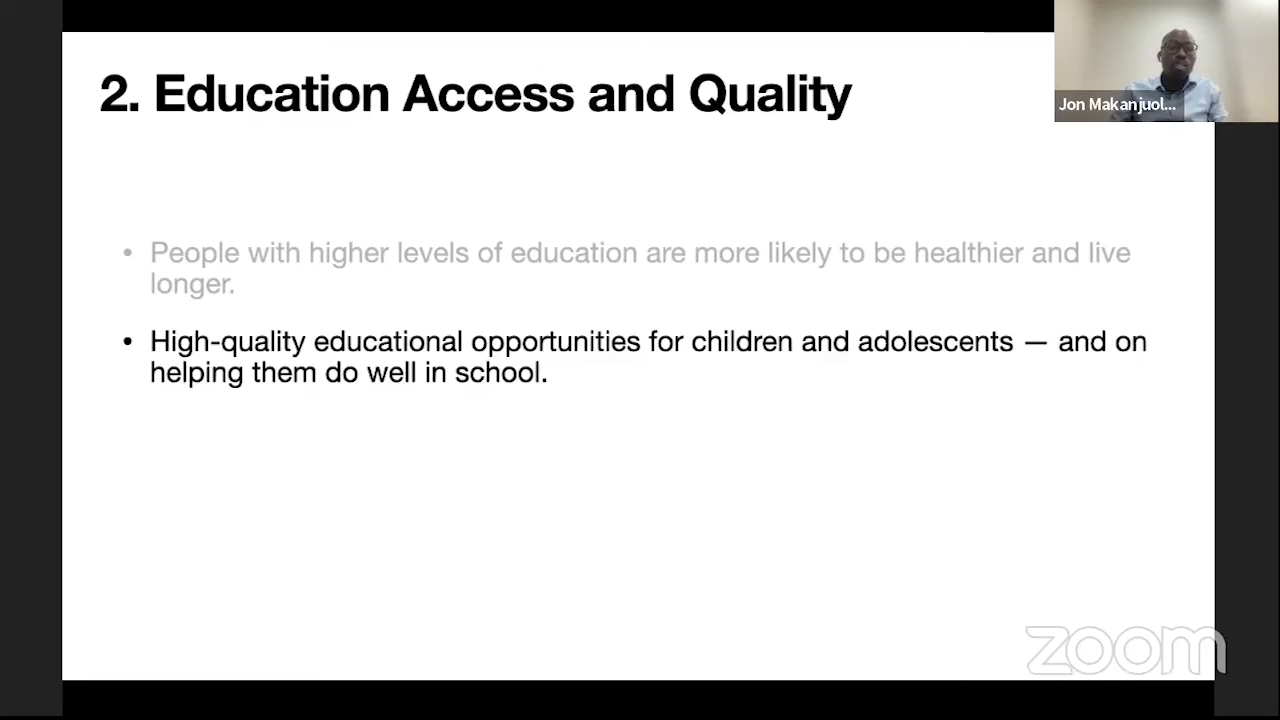 2. Education Access and Quality
Jon Makanjuol...
• People with higher levels of education are more likely to be healthier and live
longer.
• High-quality educational opportunities for children and adolescents — and on
helping them do well in school.
zoom